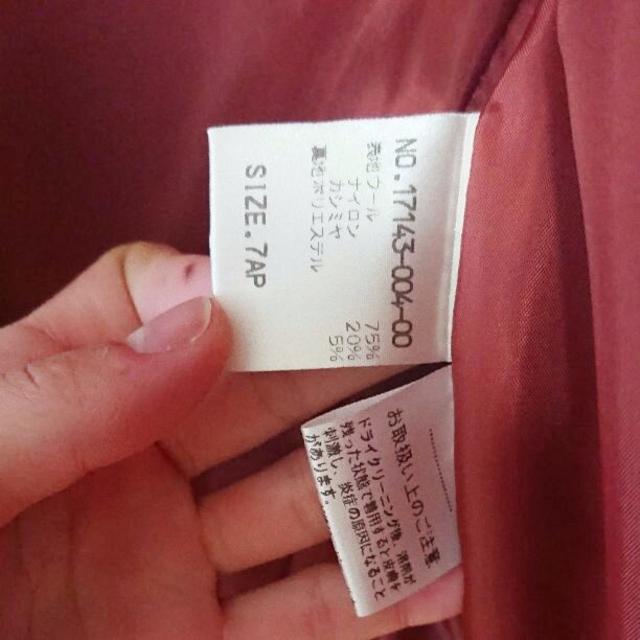 NO.17143-004-00
表地ウール 75%
ナイロン 20%
カシミヤ 5%
裏地ポリエステル
SIZE.7AP
お取扱い上のご注意
ドライクリーニング後、溶剤が
残った状態で着用すると皮膚を
刺激し、炎症の原因になること
があります。